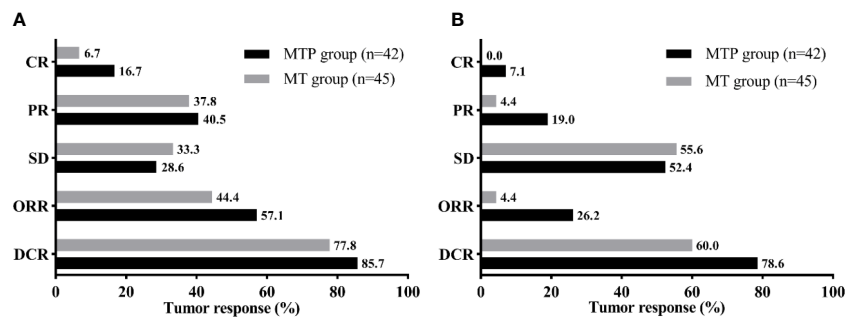 A
CR
6.7
16.7
PR
37.8
40.5
SD
33.3
28.6
ORR
44.4
57.1
DCR
77.8
85.7
MTP group (n=42)
MT group (n=45)
0 20 40 60 80 100
Tumor response (%)
B
CR
0.0
7.1
PR
4.4
19.0
SD
55.6
52.4
ORR
4.4
26.2
DCR
60.0
78.6
MTP group (n=42)
MT group (n=45)
0 20 40 60 80 100
Tumor response (%)